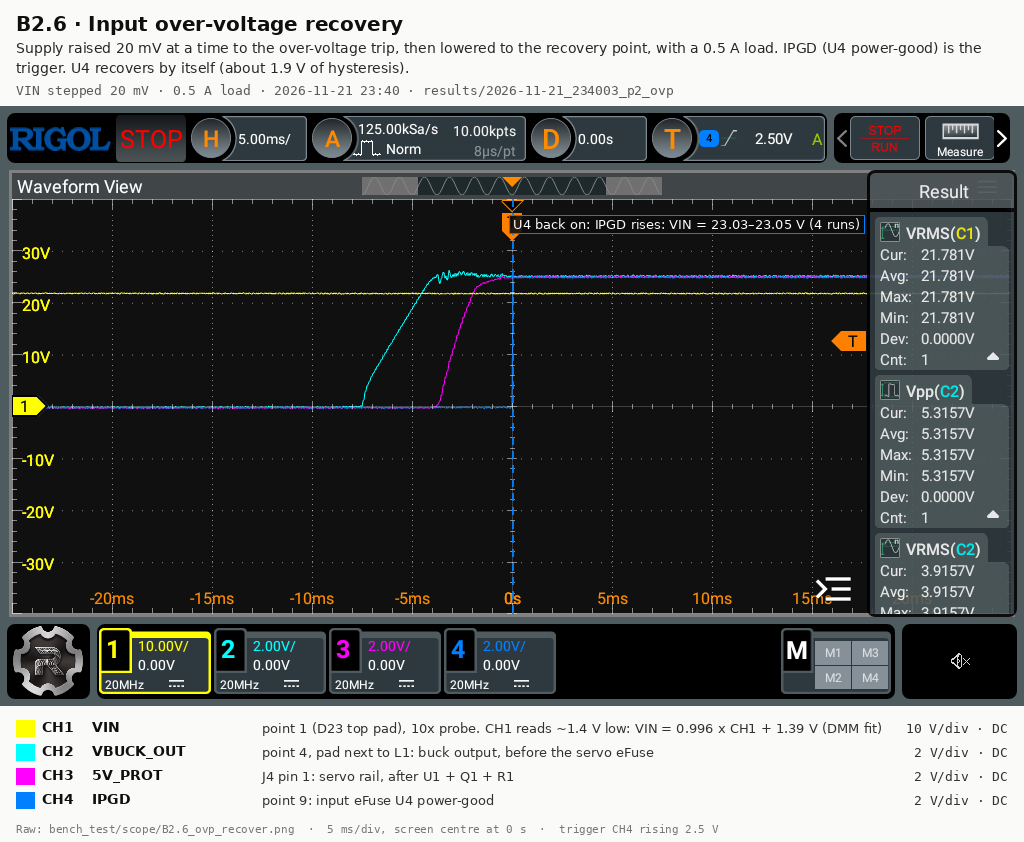 B2.6 · Input over-voltage recovery
Supply raised 20 mV at a time to the over-voltage trip, then lowered to the recovery point, with a 0.5 A load. IPGD (U4 power-good) is the
trigger. U4 recovers by itself (about 1.9 V of hysteresis).
VIN stepped 20 mV · 0.5 A load · 2026-11-21 23:40 · results/2026-11-21_234003_p2_ovp
RIGOL STOP H 5.00ms/ A 125.00kSa/s 10.00kpts Norm 8µs/pt D 0.00s T 4 2.50V A STOP RUN Measure
Waveform View
Result
U4 back on: IPGD rises: VIN = 23.03–23.05 V (4 runs)
30V
20V
10V
1
-10V
-20V
-30V
T
-20ms -15ms -10ms -5ms 0s 5ms 10ms 15ms
VRMS(C1)
Cur: 21.781V
Avg: 21.781V
Max: 21.781V
Min: 21.781V
Dev: 0.0000V
Cnt: 1
Vpp(C2)
Cur: 5.3157V
Avg: 5.3157V
Max: 5.3157V
Min: 5.3157V
Dev: 0.0000V
Cnt: 1
VRMS(C2)
Cur: 3.9157V
Avg: 3.9157V
Max: 3.9157V
1 10.00V/ 0.00V 20MHz
2 2.00V/ 0.00V 20MHz
3 2.00V/ 0.00V 20MHz
4 2.00V/ 0.00V 20MHz
M M1 M3 M2 M4
CH1 VIN point 1 (D23 top pad), 10x probe. CH1 reads ~1.4 V low: VIN = 0.996 x CH1 + 1.39 V (DMM fit) 10 V/div · DC
CH2 VBUCK_OUT point 4, pad next to L1: buck output, before the servo eFuse 2 V/div · DC
CH3 5V_PROT J4 pin 1: servo rail, after U1 + Q1 + R1 2 V/div · DC
CH4 IPGD point 9: input eFuse U4 power-good 2 V/div · DC
Raw: bench_test/scope/B2.6_ovp_recover.png · 5 ms/div, screen centre at 0 s · trigger CH4 rising 2.5 V